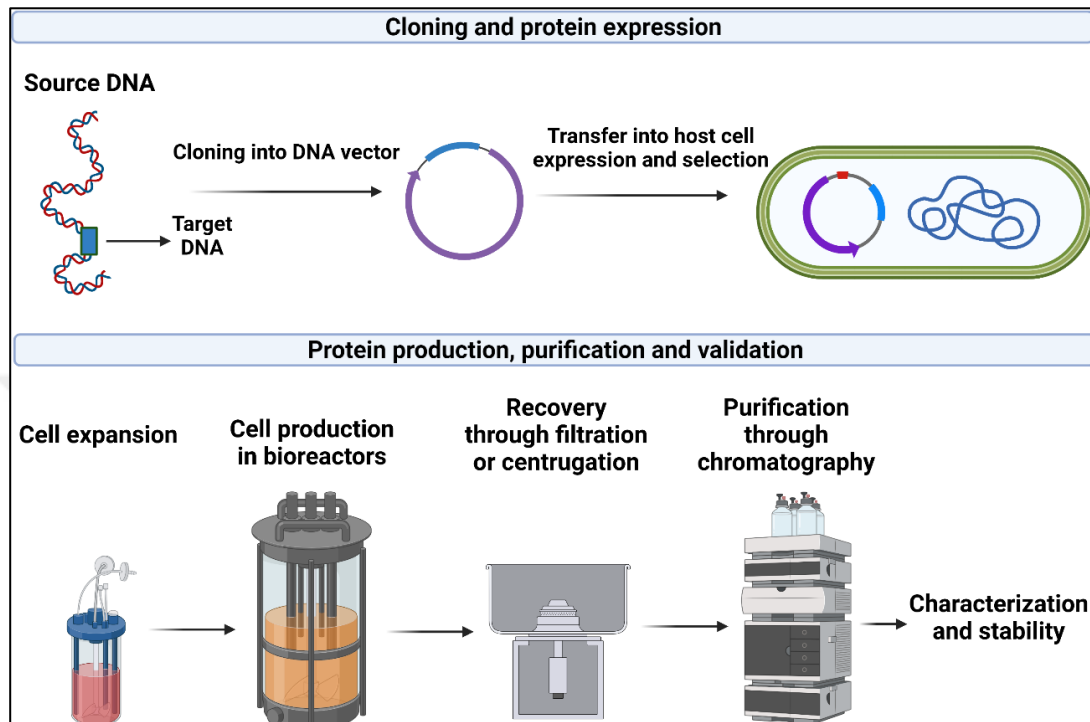 Cloning and protein expression
Source DNA
Cloning into DNA vector
Transfer into host cell
expression and selection
Target
DNA
Protein production, purification and validation
Cell expansion
Cell production
in bioreactors
Recovery
through filtration
or centrugation
Purification
through
chromatography
Characterization
and stability